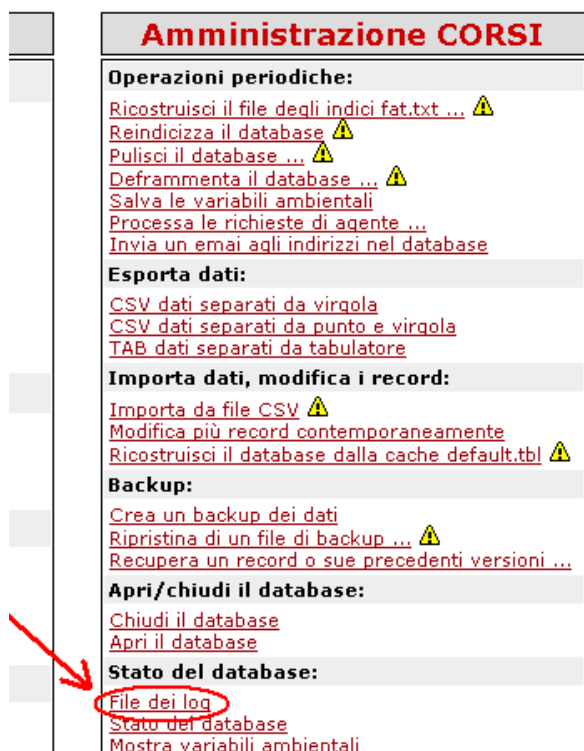 Amministrazione CORSI
Operazioni periodiche:
Ricostruisci il file degli indici fat.txt ...
Reindicizza il database
Pulisci il database ...
Deframmenta il database ...
Salva le variabili ambientali
Processa le richieste di agente ...
Invia un emai agli indirizzi nel database
Esporta dati:
CSV dati separati da virgola
CSV dati separati da punto e virgola
TAB dati separati da tabulatore
Importa dati, modifica i record:
Importa da file CSV
Modifica più record contemporaneamente
Ricostruisci il database dalla cache default.tbl
Backup:
Crea un backup dei dati
Ripristina di un file di backup ...
Recupera un record o sue precedenti versioni ...
Apri/chiudi il database:
Chiudi il database
Apri il database
Stato del database:
File dei log
Stato del database
Mostra variabili ambientali